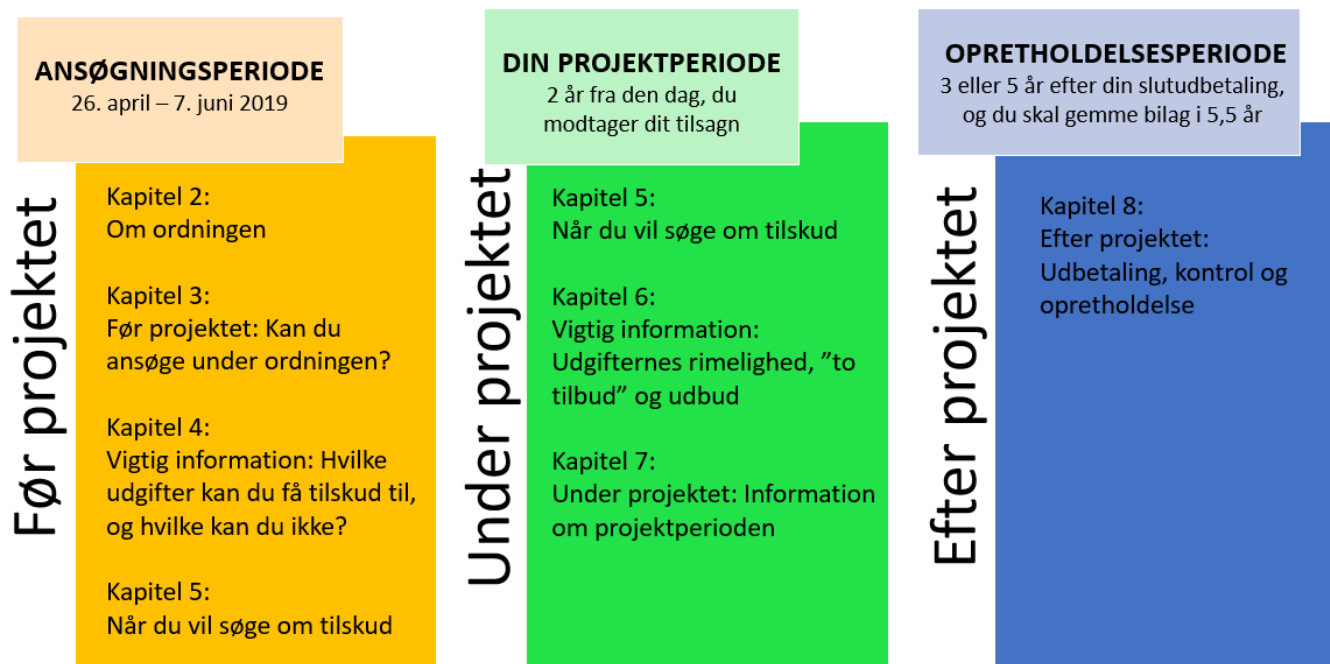 ANSØGNINGSPERIODE
26. april – 7. juni 2019
Før projektet
Kapitel 2:
Om ordningen
Kapitel 3:
Før projektet: Kan du
ansøge under ordningen?
Kapitel 4:
Vigtig information: Hvilke
udgifter kan du få tilskud til,
og hvilke kan du ikke?
Kapitel 5:
Når du vil søge om tilskud
DIN PROJEKTPERIODE
2 år fra den dag, du
modtager dit tilsagn
Under projektet
Kapitel 5:
Når du vil søge om tilskud
Kapitel 6:
Vigtig information:
Udgifternes rimelighed, ”to
tilbud” og udbud
Kapitel 7:
Under projektet: Information
om projektperioden
OPRETHOLDELSESPERIODE
3 eller 5 år efter din slutudbetaling,
og du skal gemme bilag i 5,5 år
Efter projektet
Kapitel 8:
Efter projektet:
Udbetaling, kontrol og
opretholdelse